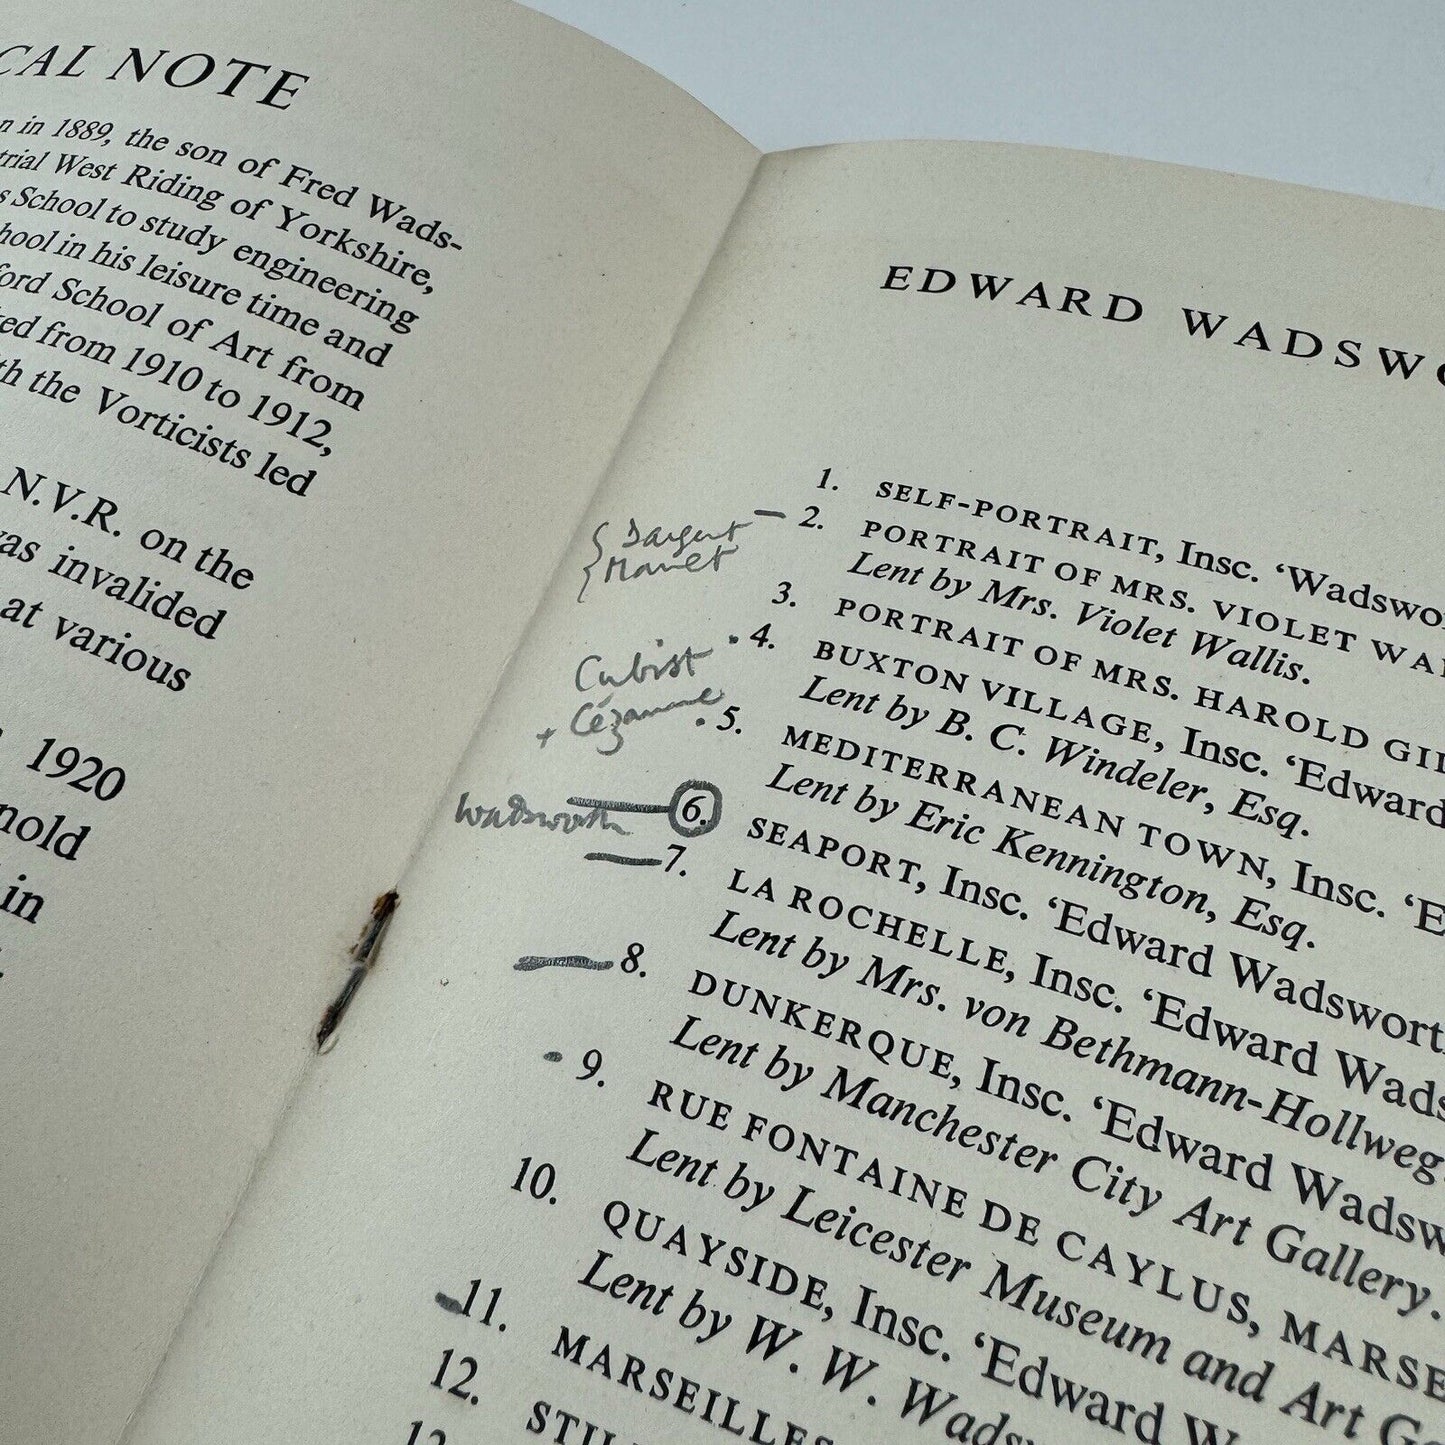 CAL NOTE
n in 1889, the son of Fred Wads-
trial West Riding of Yorkshire,
s School to study engineering
hool in his leisure time and
ford School of Art from
ed from 1910 to 1912,
th the Vorticists led
N.V.R. on the
as invalided
at various
1920
nold
in
EDWARD WADSWO
1. SELF-PORTRAIT, Insc. ‘Wadswor
2. PORTRAIT OF MRS. VIOLET WAL
Lent by Mrs. Violet Wallis.
3. PORTRAIT OF MRS. HAROLD GIL
4. BUXTON VILLAGE, Insc. ‘Edward
Lent by B. C. Windeler, Esq.
5. MEDITERRANEAN TOWN, Insc. ‘E
Lent by Eric Kennington, Esq.
6. SEAPORT, Insc. ‘Edward Wadswort
7. LA ROCHELLE, Insc. ‘Edward Wads
Lent by Mrs. von Bethmann-Hollweg
8. DUNKERQUE, Insc. ‘Edward Wadsw
Lent by Manchester City Art Gallery.
9. RUE FONTAINE DE CAYLUS, MARSE
Lent by Leicester Museum and Art G
10. QUAYSIDE, Insc. ‘Edward W
Lent by W. W. Wads
11. MARSEILLES
12. STIL
13
Sargent
Manet
Cubist
+ Cézanne
Wadsworth